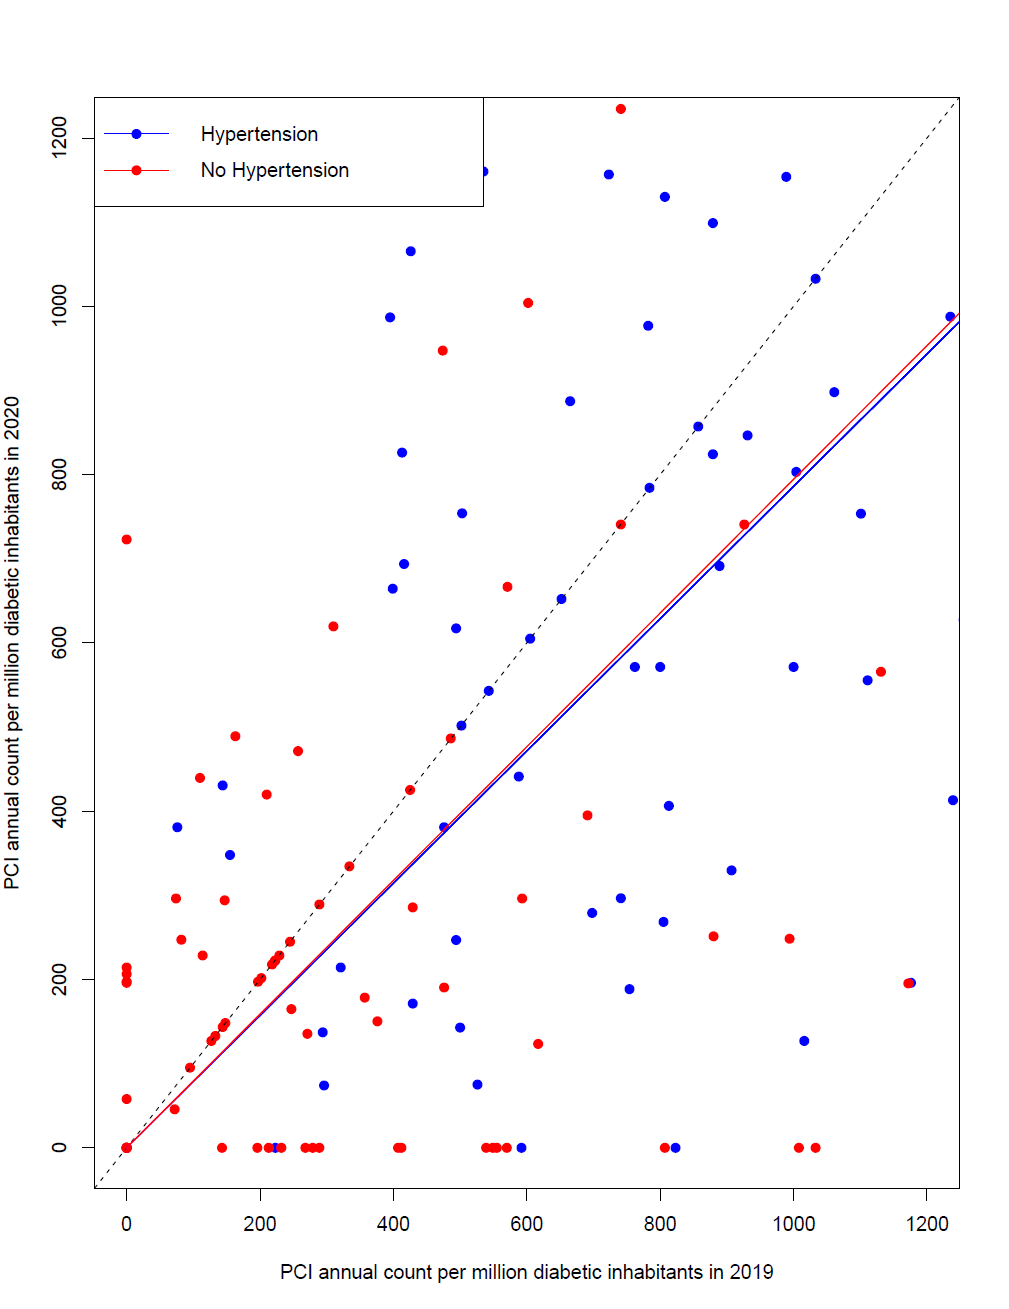 Hypertension
No Hypertension
PCI annual count per million diabetic inhabitants in 2020
1200
1000
800
600
400
200
0
0 200 400 600 800 1000 1200
PCI annual count per million diabetic inhabitants in 2019